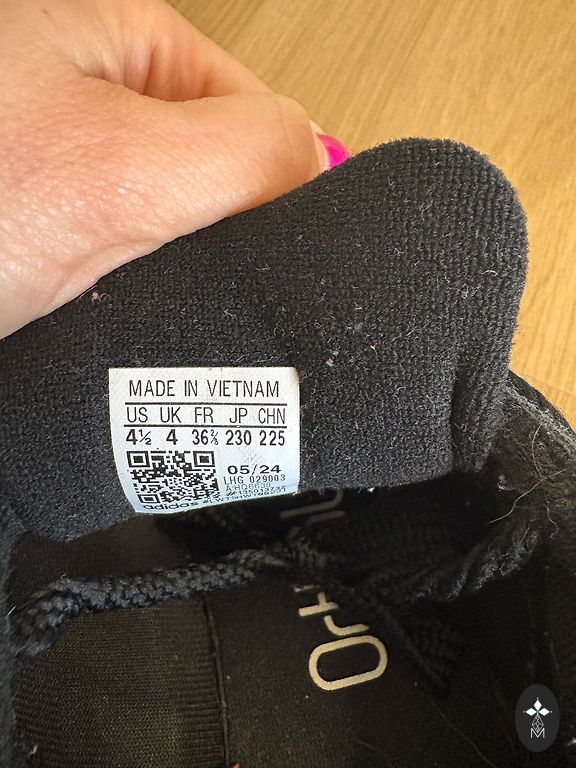 MADE IN VIETNAM
US UK FR JP CHN
4½ 4 36⅔ 230 225
05/24
LHG 029003
adidas
Ortho
M